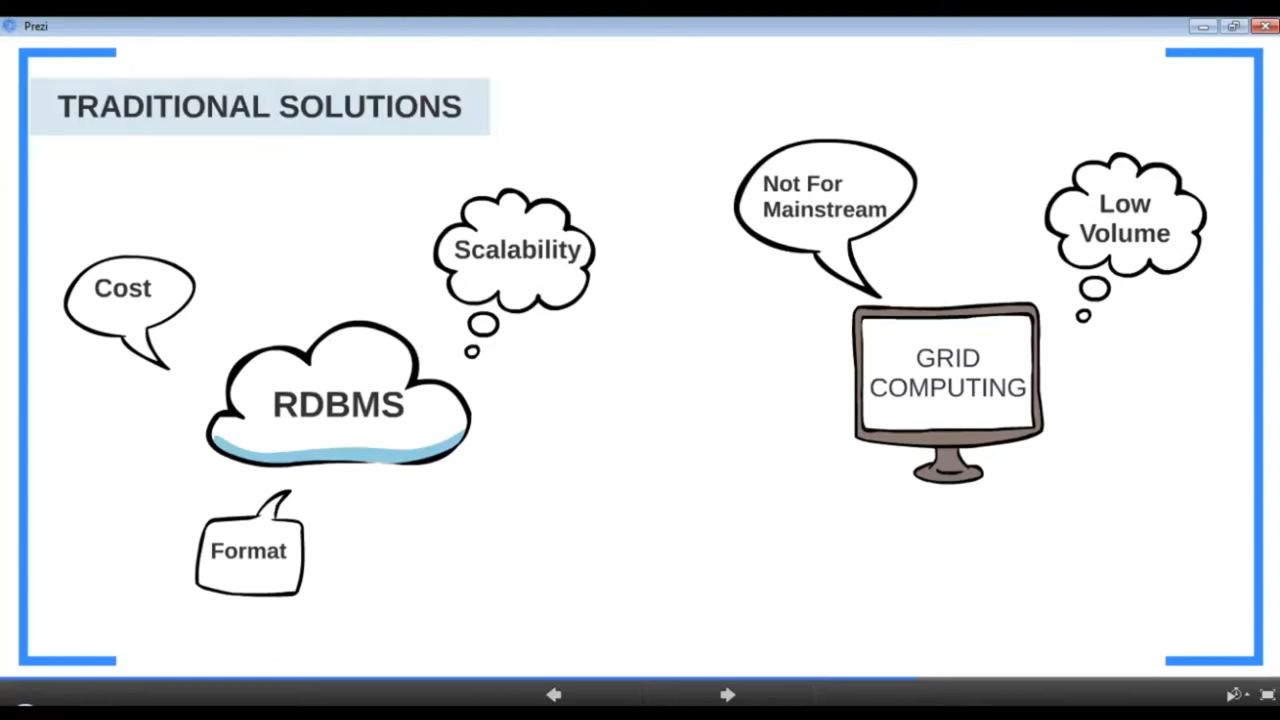 Prezi
TRADITIONAL SOLUTIONS
Cost
Scalability
RDBMS
Format
Not For
Mainstream
Low
Volume
GRID
COMPUTING